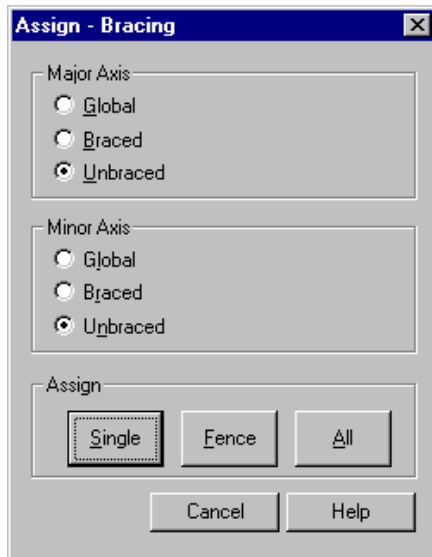 Assign - Bracing
Major Axis
Global
Braced
Unbraced
Minor Axis
Global
Braced
Unbraced
Assign
Single Fence All
Cancel Help